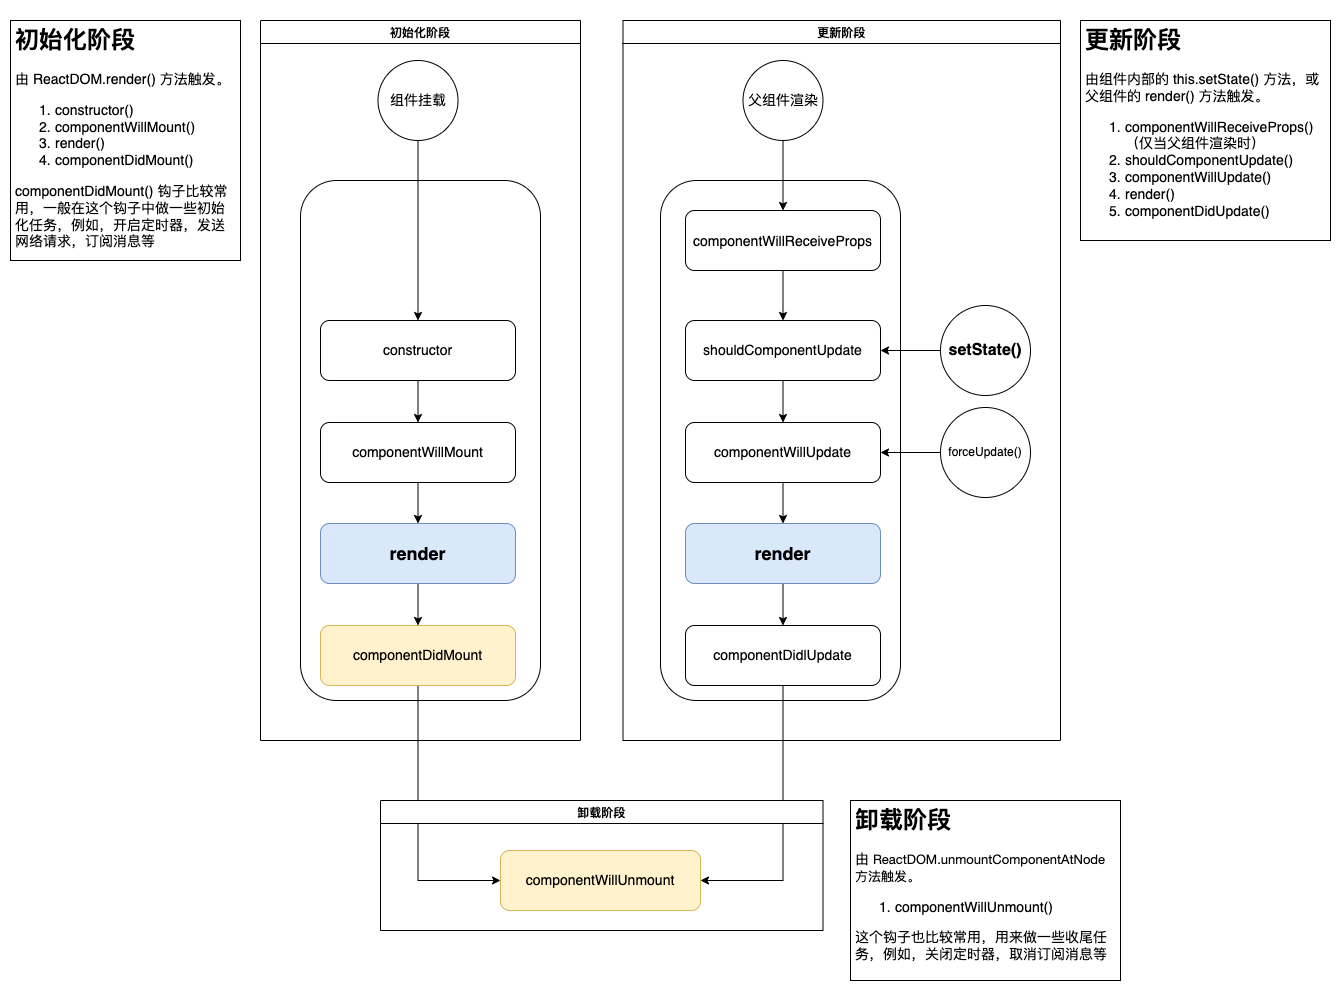 初始化阶段
由 ReactDOM.render() 方法触发。
1. constructor()
2. componentWillMount()
3. render()
4. componentDidMount()
componentDidMount() 钩子比较常
用，一般在这个钩子中做一些初始
化任务，例如，开启定时器，发送
网络请求，订阅消息等
初始化阶段
组件挂载
constructor
componentWillMount
render
componentDidMount
更新阶段
父组件渲染
componentWillReceiveProps
shouldComponentUpdate
setState()
componentWillUpdate
forceUpdate()
render
componentDidlUpdate
更新阶段
由组件内部的 this.setState() 方法，或
父组件的 render() 方法触发。
1. componentWillReceiveProps()
（仅当父组件渲染时）
2. shouldComponentUpdate()
3. componentWillUpdate()
4. render()
5. componentDidUpdate()
卸载阶段
componentWillUnmount
卸载阶段
由 ReactDOM.unmountComponentAtNode
方法触发。
1. componentWillUnmount()
这个钩子也比较常用，用来做一些收尾任
务，例如，关闭定时器，取消订阅消息等